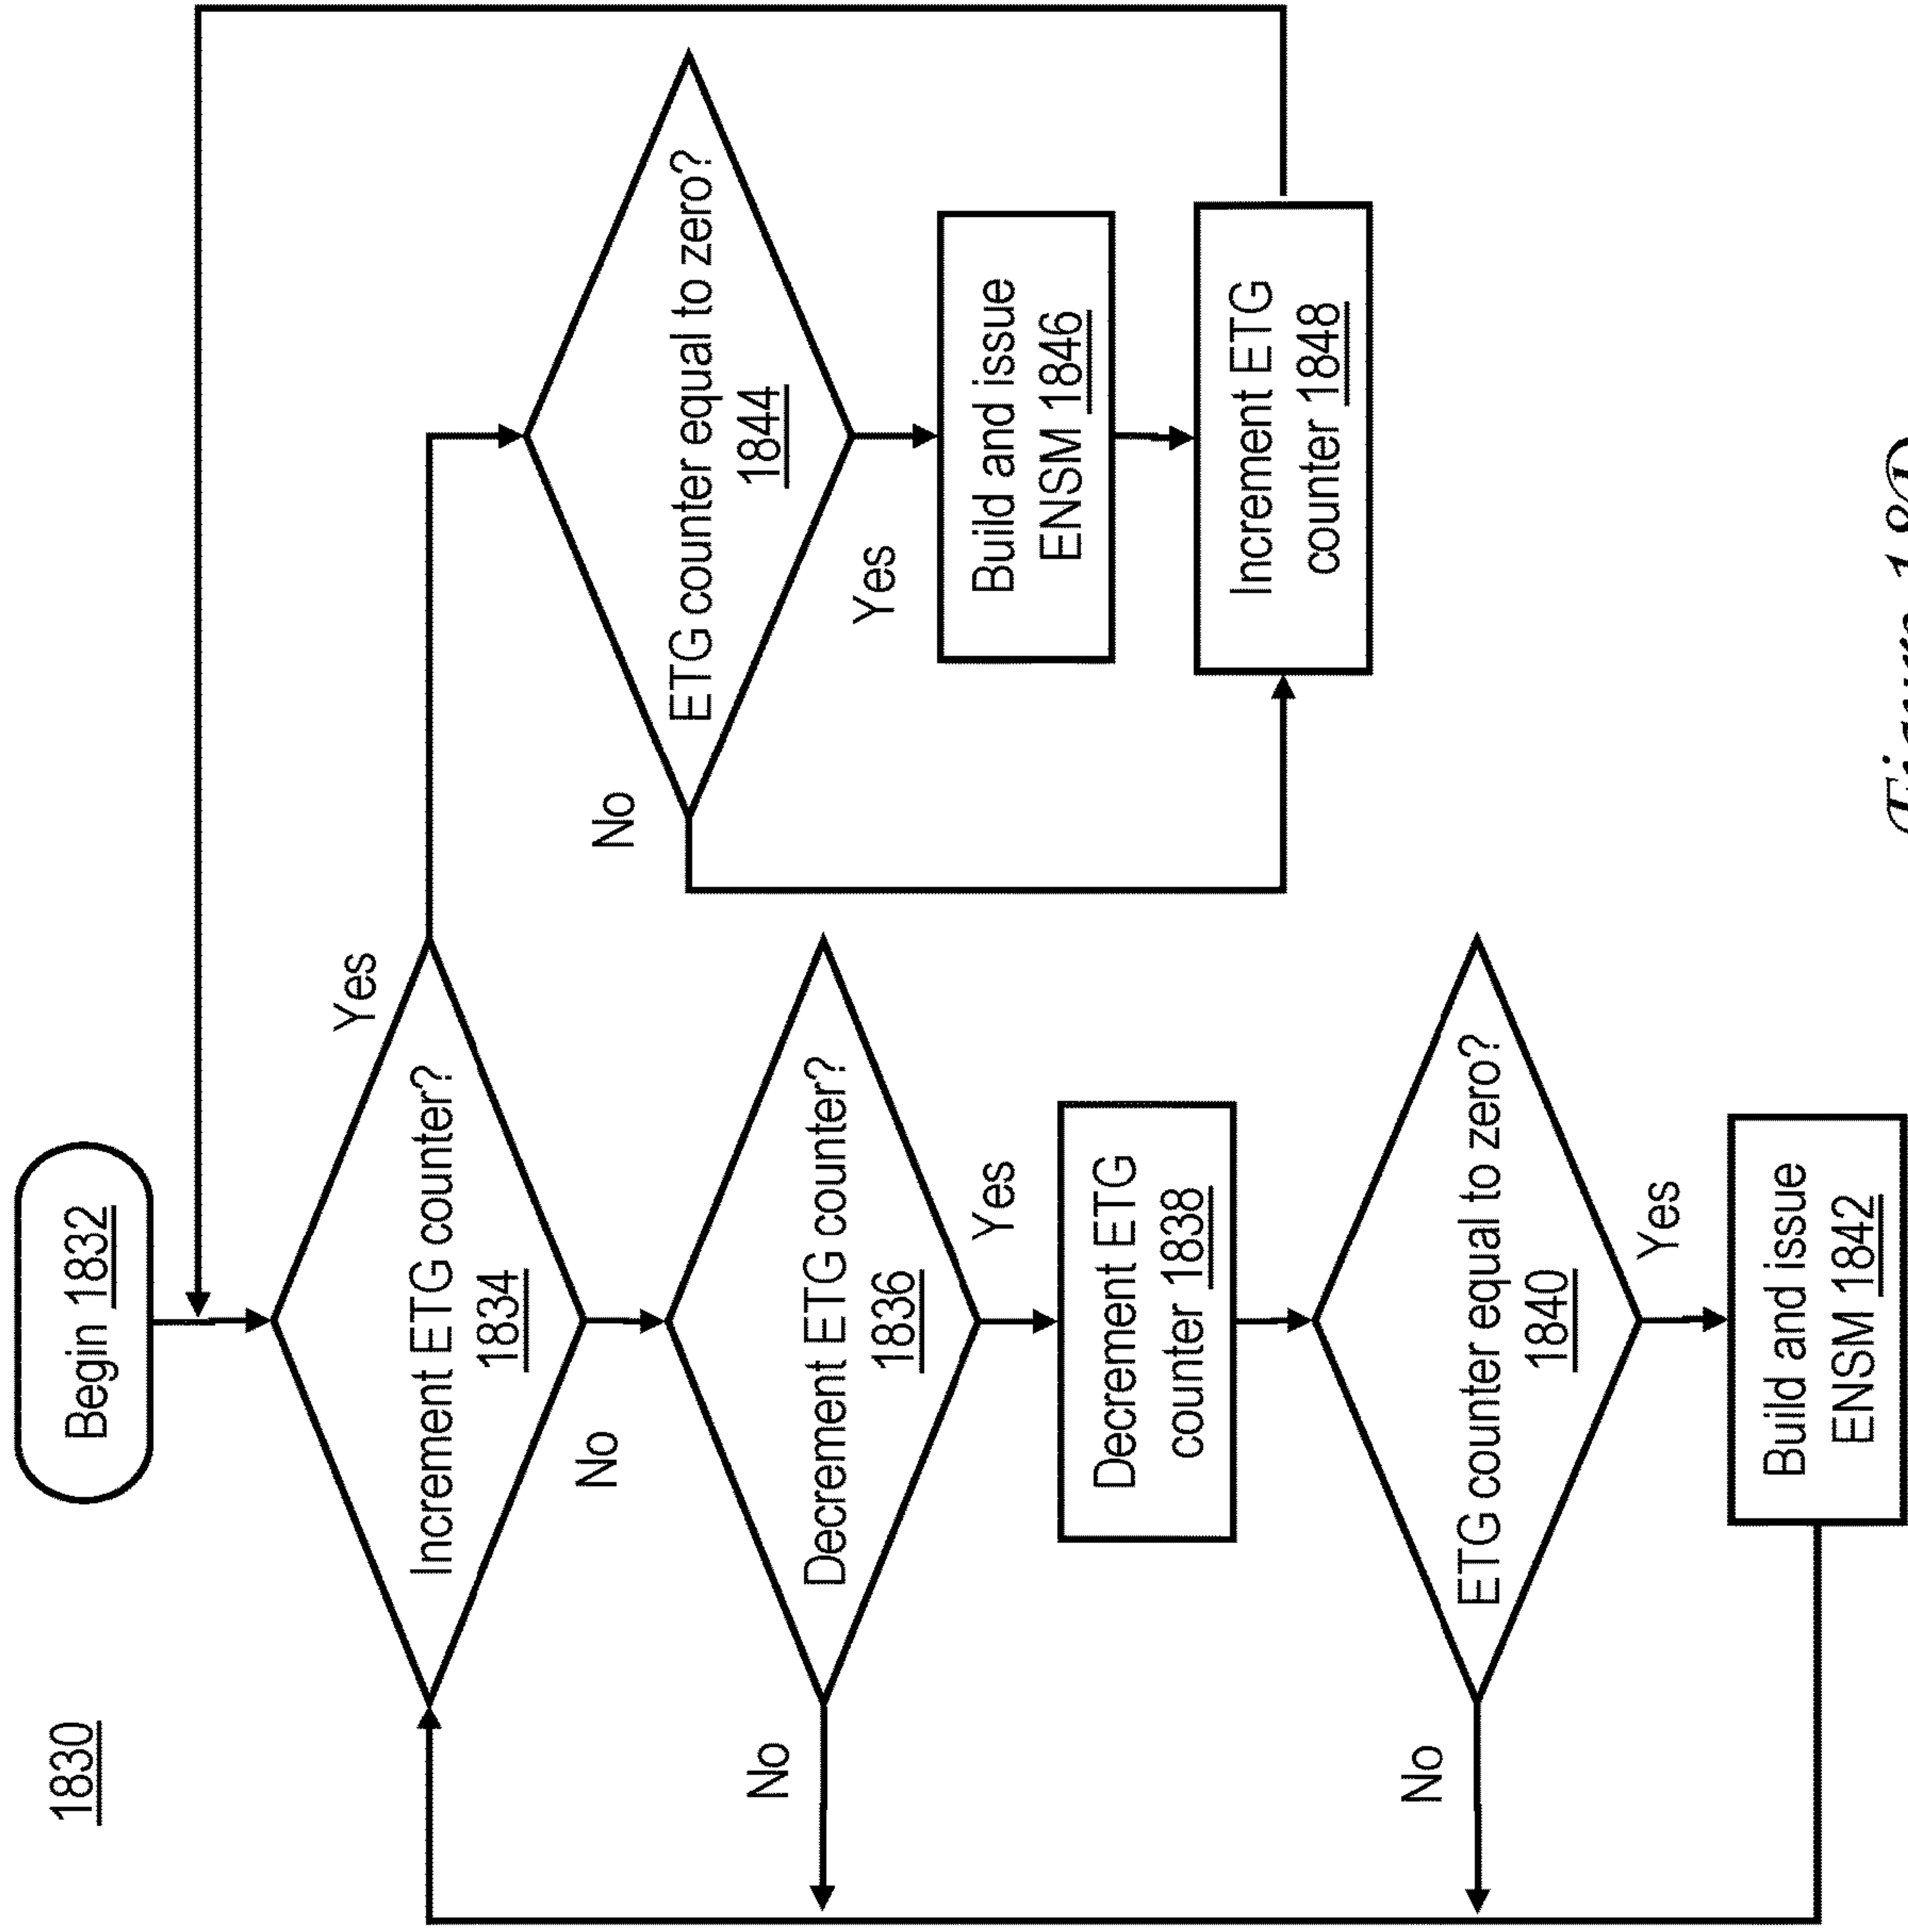 1830
Begin 1832
Increment ETG counter?
1834
Yes
No
Decrement ETG counter?
1836
No
Yes
Decrement ETG
counter 1838
ETG counter equal to zero?
1840
No
Yes
Build and issue
ENSM 1842
ETG counter equal to zero?
1844
No
Yes
Build and issue
ENSM 1846
Increment ETG
counter 1848